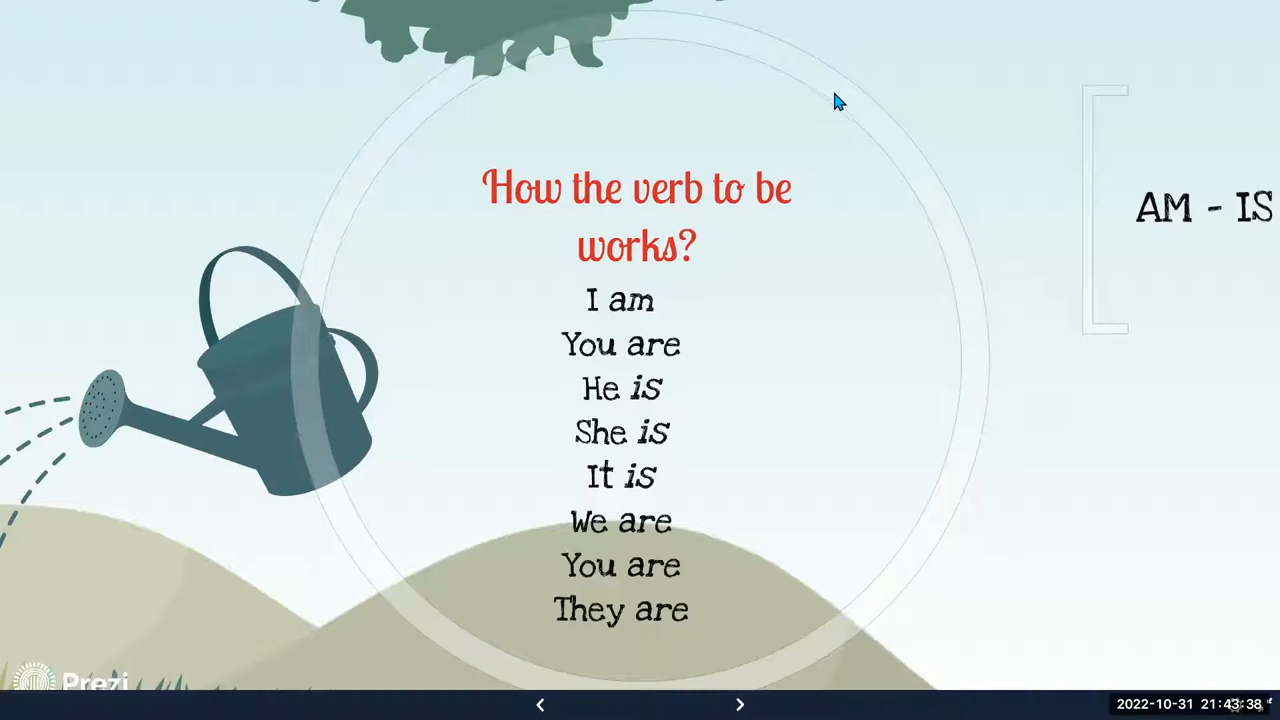 How the verb to be
works?
I am
You are
He is
She is
It is
We are
You are
They are
AM - IS
Prezi
2022-10-31 21:43:38